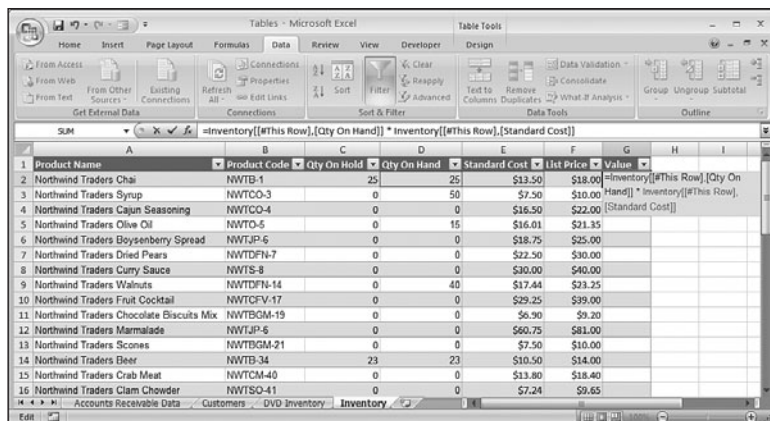 Tables - Microsoft Excel
Table Tools
Home Insert Page Layout Formulas Data Review View Developer Design
From Access
From Web
From Text
From Other Sources
Existing Connections
Get External Data
Refresh All
Connections
Properties
Edit Links
Connections
Sort
Filter
Clear
Reapply
Advanced
Sort & Filter
Text to Columns
Remove Duplicates
Data Validation
Consolidate
What-If Analysis
Data Tools
Group Ungroup Subtotal
Outline
SUM fx =Inventory[[#This Row],[Qty On Hand]] * Inventory[[#This Row],[Standard Cost]]
A B C D E F G H I
1 Product Name Product Code Qty On Hold Qty On Hand Standard Cost List Price Value
2 Northwind Traders Chai NWTB-1 25 25 $13.50 $18.00 =Inventory[[#This Row],[Qty On
Hand]] * Inventory[[#This Row],
[Standard Cost]]
3 Northwind Traders Syrup NWTCO-3 0 50 $7.50 $10.00
4 Northwind Traders Cajun Seasoning NWTCO-4 0 0 $16.50 $22.00
5 Northwind Traders Olive Oil NWTO-5 0 15 $16.01 $21.35
6 Northwind Traders Boysenberry Spread NWTJP-6 0 0 $18.75 $25.00
7 Northwind Traders Dried Pears NWTDFN-7 0 0 $22.50 $30.00
8 Northwind Traders Curry Sauce NWTS-8 0 0 $30.00 $40.00
9 Northwind Traders Walnuts NWTDFN-14 0 40 $17.44 $23.25
10 Northwind Traders Fruit Cocktail NWTCFV-17 0 0 $29.25 $39.00
11 Northwind Traders Chocolate Biscuits Mix NWTBGM-19 0 0 $6.90 $9.20
12 Northwind Traders Marmalade NWTJP-6 0 0 $60.75 $81.00
13 Northwind Traders Scones NWTBGM-21 0 0 $7.50 $10.00
14 Northwind Traders Beer NWTB-34 23 23 $10.50 $14.00
15 Northwind Traders Crab Meat NWTCM-40 0 0 $13.80 $18.40
16 Northwind Traders Clam Chowder NWTSO-41 0 0 $7.24 $9.65
Accounts Receivable Data Customers DVD Inventory Inventory
Edit 100%